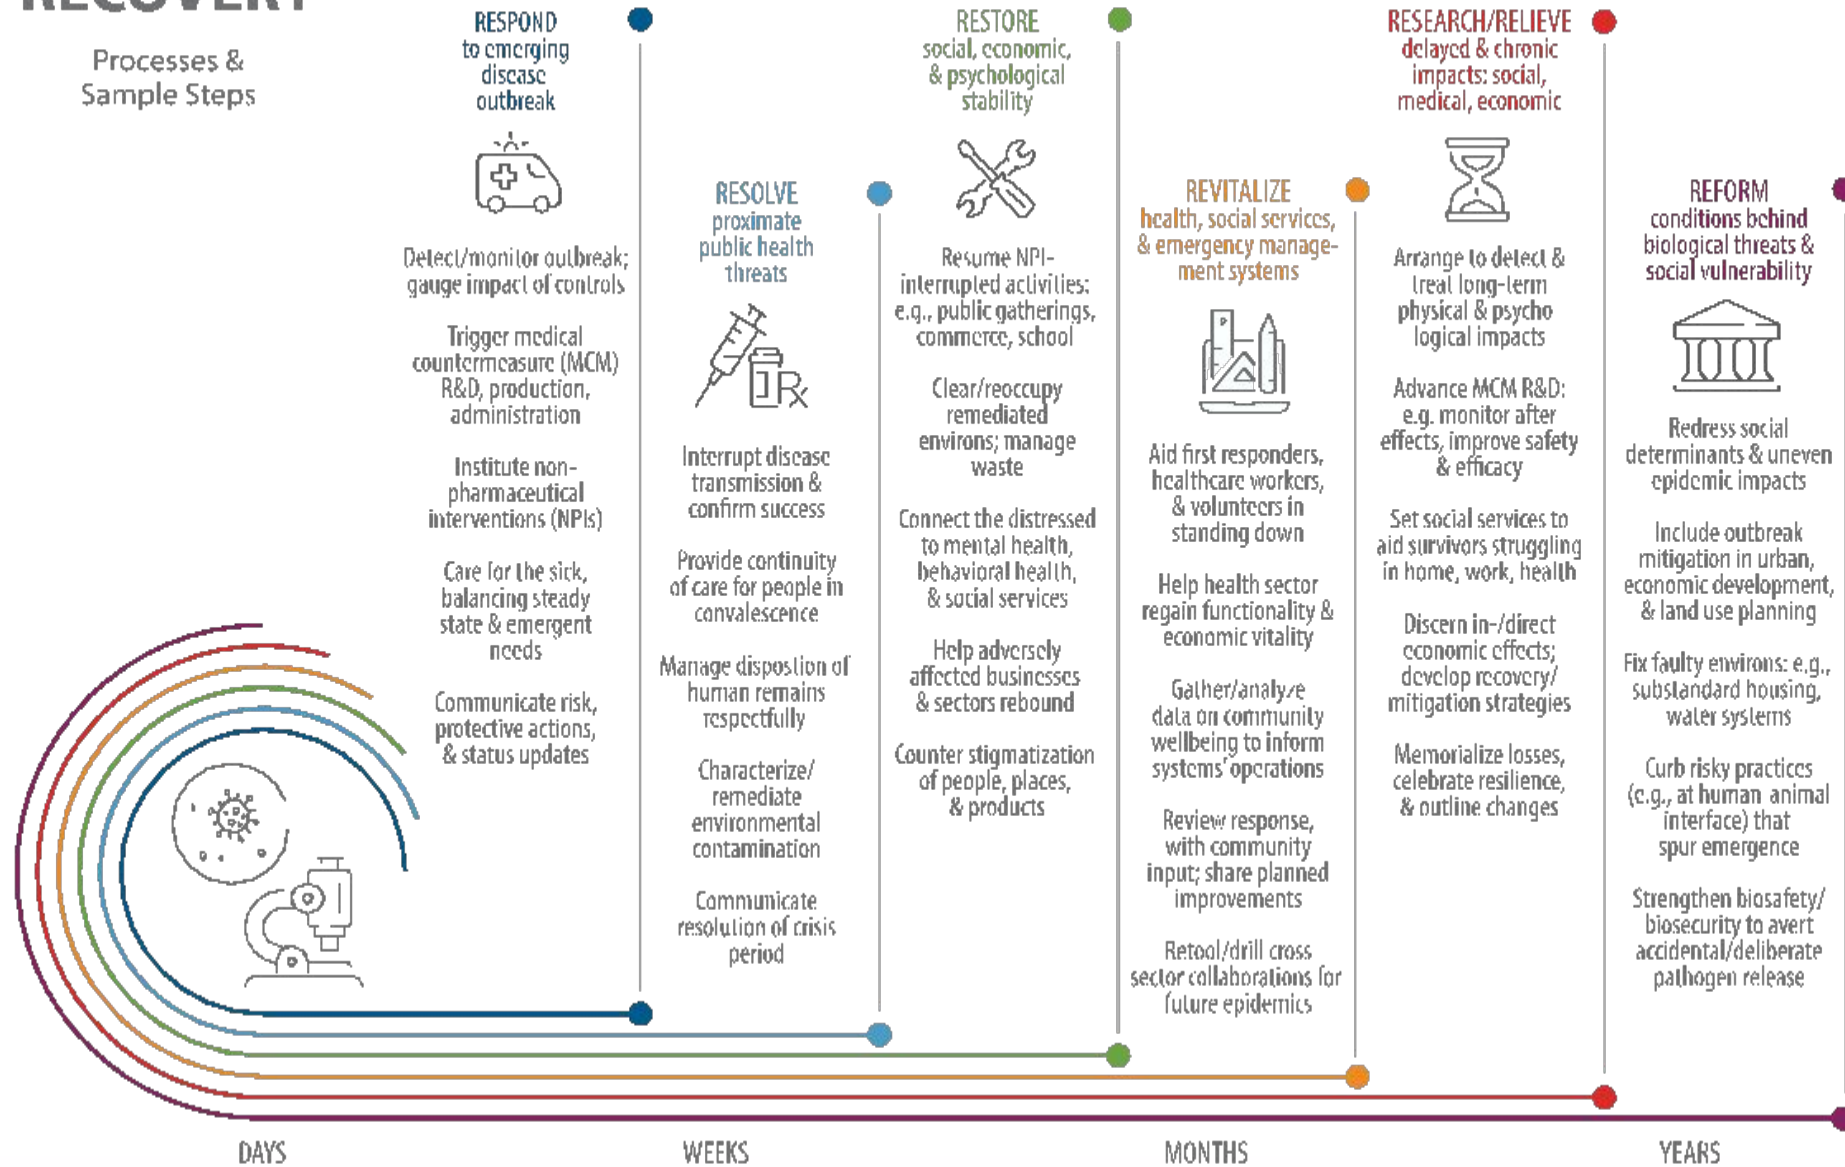 RECOVERY
Processes &
Sample Steps
RESPOND
to emerging
disease
outbreak
Detect/monitor outbreak;
gauge impact of controls
Trigger medical
countermeasure (MCM)
R&D, production,
administration
Institute non-
pharmaceutical
interventions (NPIs)
Care for the sick,
balancing steady
state & emergent
needs
Communicate risk,
protective actions,
& status updates
RESOLVE
proximate
public health
threats
Rx
Interrupt disease
transmission &
confirm success
Provide continuity
of care for people in
convalescence
Manage dispostion of
human remains
respectfully
Characterize/
remediate
environmental
contamination
Communicate
resolution of crisis
period
RESTORE
social, economic,
& psychological
stability
Resume NPI-
interrupted activities:
e.g., public gatherings,
commerce, school
Clear/reoccupy
remediated
environs; manage
waste
Connect the distressed
to mental health,
behavioral health,
& social services
Help adversely
affected businesses
& sectors rebound
Counter stigmatization
of people, places,
& products
REVITALIZE
health, social services,
& emergency manage-
ment systems
Aid first responders,
healthcare workers,
& volunteers in
standing down
Help health sector
regain functionality &
economic vitality
Gather/analyze
data on community
wellbeing to inform
systems' operations
Review response,
with community
input; share planned
improvements
Retool/drill cross
sector collaborations for
future epidemics
RESEARCH/RELIEVE
delayed & chronic
impacts: social,
medical, economic
Arrange to detect &
treat long-term
physical & psycho
logical impacts
Advance MCM R&D:
e.g. monitor after
effects, improve safety
& efficacy
Set social services to
aid survivors struggling
in home, work, health
Discern in-/direct
economic effects;
develop recovery/
mitigation strategies
Memorialize losses,
celebrate resilience,
& outline changes
REFORM
conditions behind
biological threats &
social vulnerability
Redress social
determinants & uneven
epidemic impacts
Include outbreak
mitigation in urban,
economic development,
& land use planning
Fix faulty environs: e.g.,
substandard housing,
water systems
Curb risky practices
(e.g., at human animal
interface) that
spur emergence
Strengthen biosafety/
biosecurity to avert
accidental/deliberate
pathogen release
DAYS
WEEKS
MONTHS
YEARS